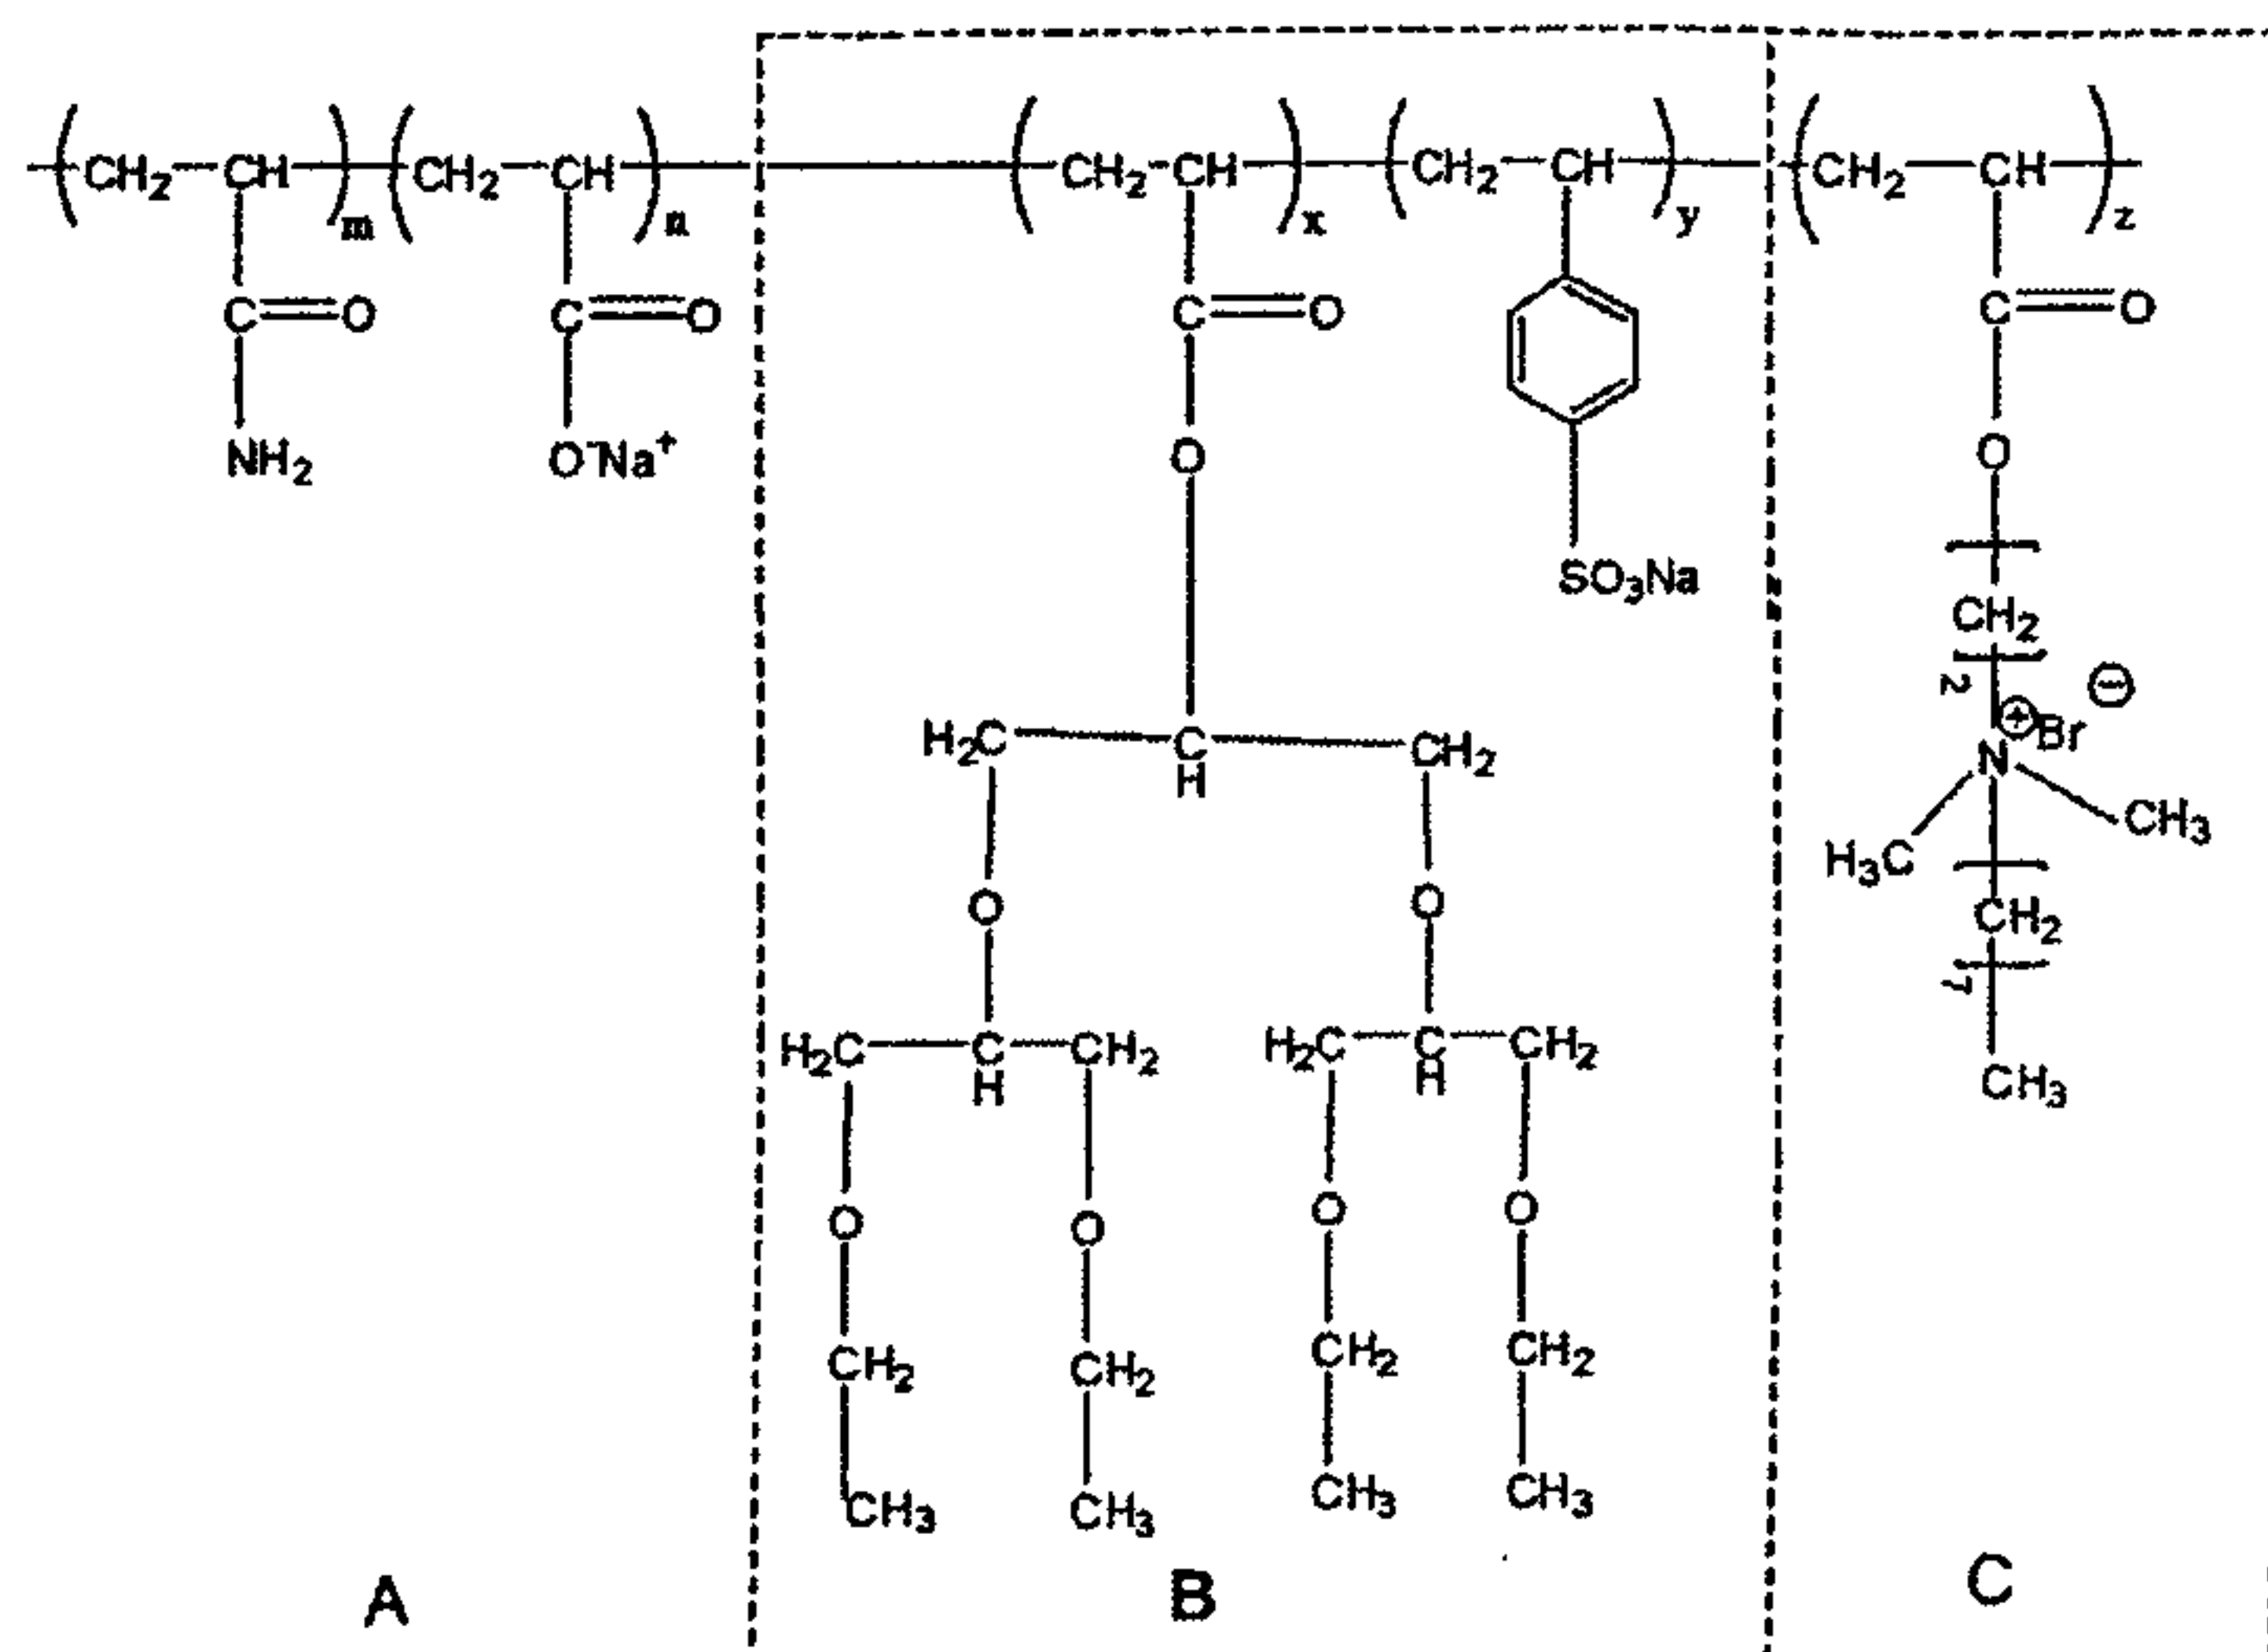 CH2 CH m CH2 CH n CH2 CH x CH2 CH y CH2 CH z
C O C O C O C O
NH2 O-Na+ O O
SO3Na CH2
2 ⊖
⊕ Br
H2C C CH2 N
H CH3
H3C
O O CH2
7
H2C C CH2 H2C C CH2 CH3
H H
O O O O
CH2 CH2 CH2 CH2
CH3 CH3 CH3 CH3
A B C